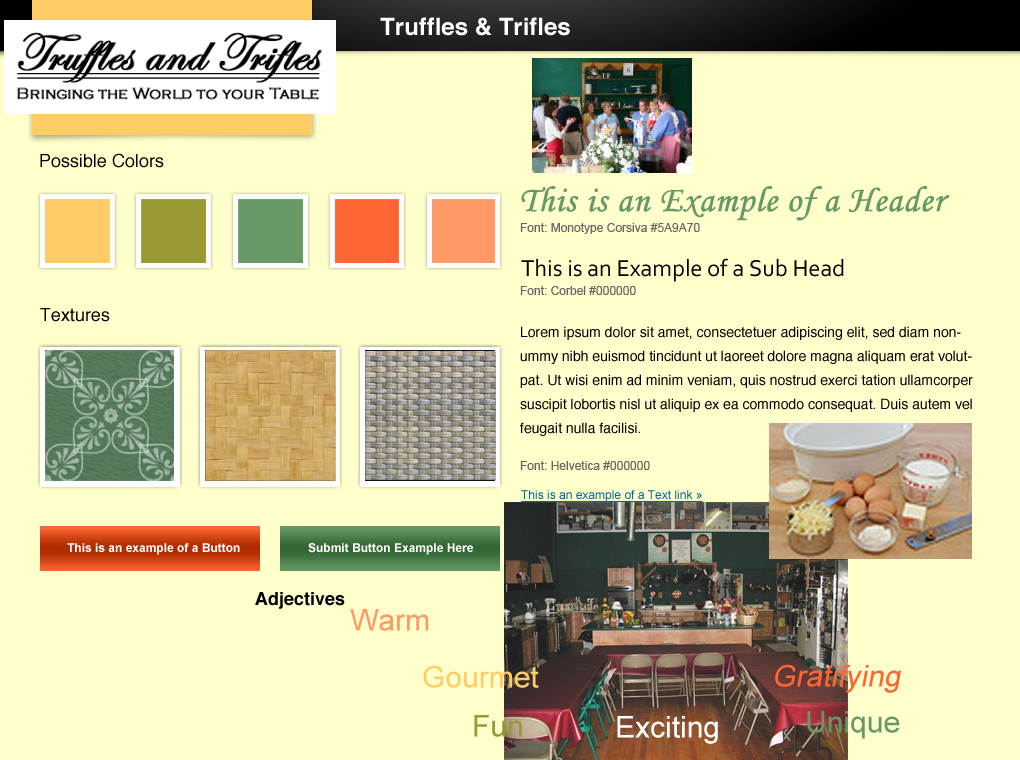 Truffles & Trifles
Truffles and Trifles
BRINGING THE WORLD TO YOUR TABLE
Possible Colors
Textures
This is an example of a Button
Submit Button Example Here
6
This is an Example of a Header
Font: Monotype Corsiva #5A9A70
This is an Example of a Sub Head
Font: Corbel #000000
Lorem ipsum dolor sit amet, consectetuer adipiscing elit, sed diam non-
ummy nibh euismod tincidunt ut laoreet dolore magna aliquam erat volut-
pat. Ut wisi enim ad minim veniam, quis nostrud exerci tation ullamcorper
suscipit lobortis nisl ut aliquip ex ea commodo consequat. Duis autem vel
feugait nulla facilisi.
Font: Helvetica #000000
This is an example of a Text link »
Adjectives
Warm
Gourmet
Gratifying
Fun
Exciting
Unique